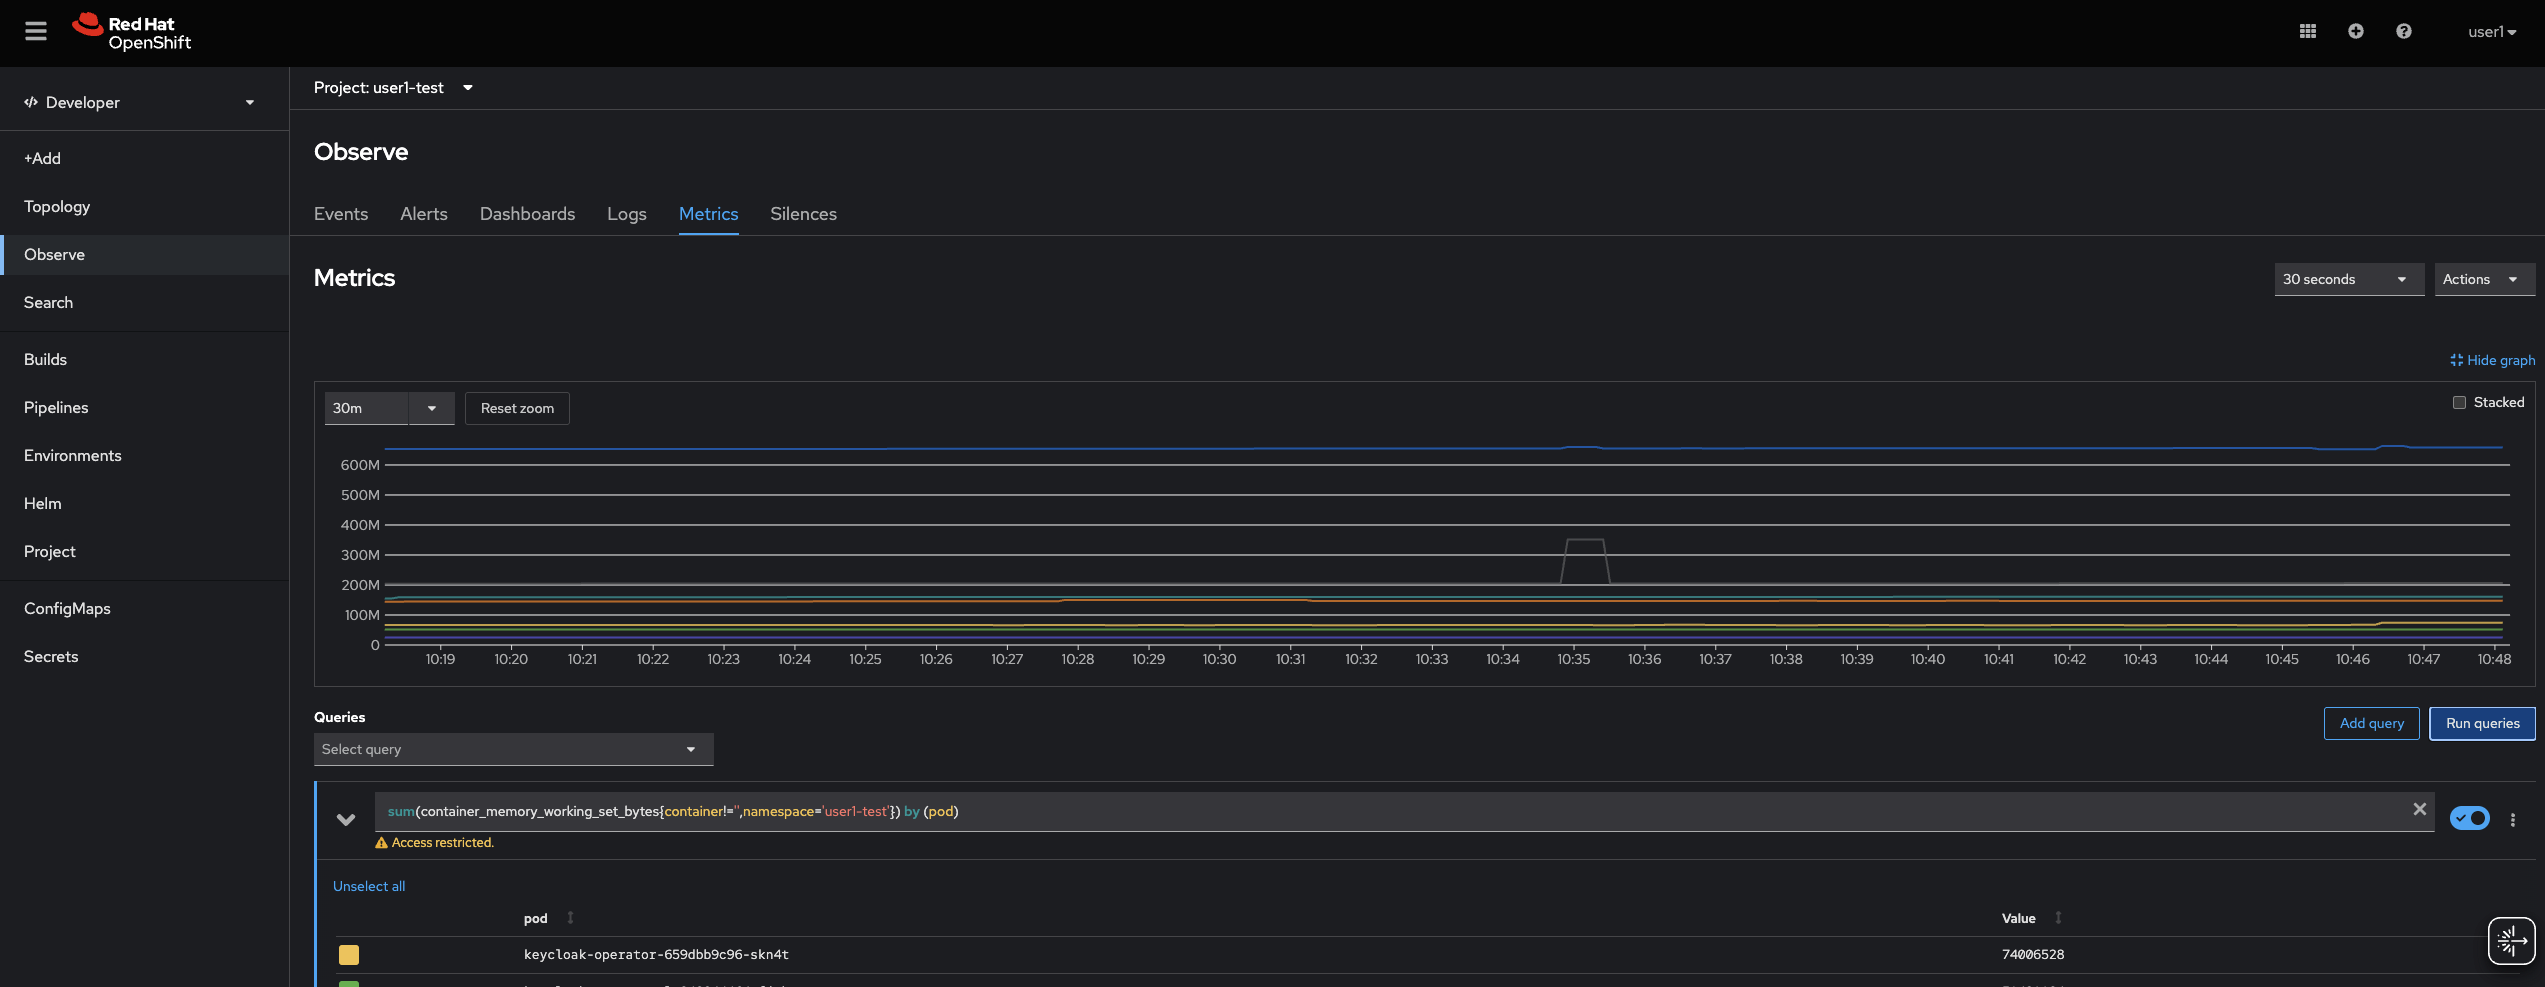 Red Hat
OpenShift
user1
Developer
Project: user1-test
+Add
Topology
Observe
Search
Builds
Pipelines
Environments
Helm
Project
ConfigMaps
Secrets
Observe
Events Alerts Dashboards Logs Metrics Silences
Metrics
30 seconds Actions
Hide graph
30m Reset zoom Stacked
600M
500M
400M
300M
200M
100M
0
10:19 10:20 10:21 10:22 10:23 10:24 10:25 10:26 10:27 10:28 10:29 10:30 10:31 10:32 10:33 10:34 10:35 10:36 10:37 10:38 10:39 10:40 10:41 10:42 10:43 10:44 10:45 10:46 10:47 10:48
Queries
Add query Run queries
Select query
sum(container_memory_working_set_bytes{container!='',namespace='user1-test'}) by (pod)
Access restricted.
Unselect all
pod Value
keycloak-operator-659dbb9c96-skn4t 74006528